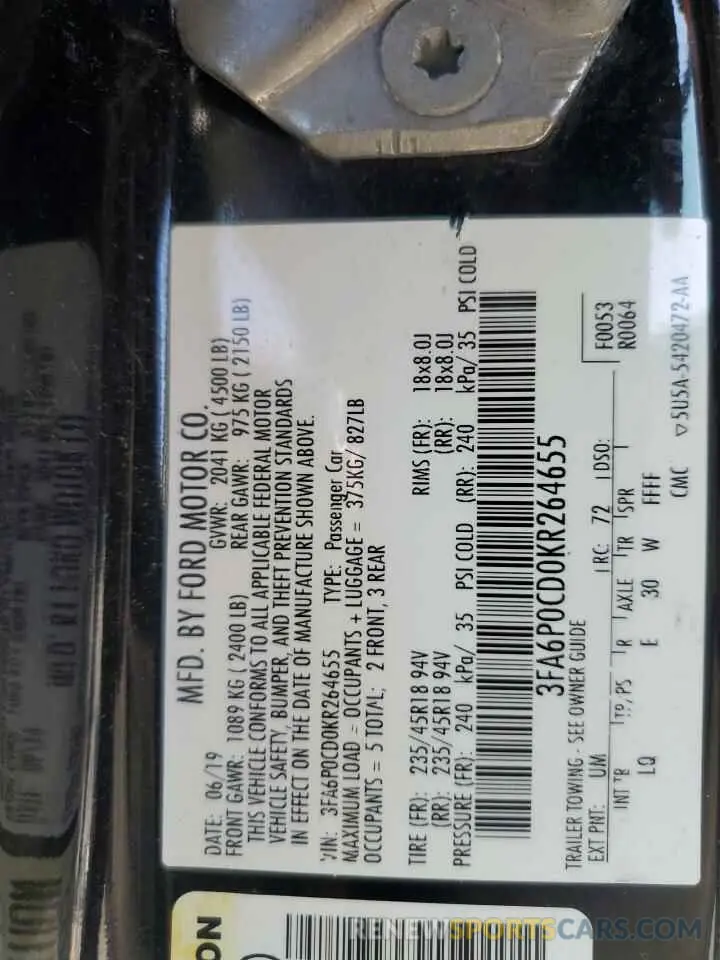 MFD. BY FORD MOTOR CO.
DATE: 06/19 GVWR: 2041 KG ( 4500 LB)
FRONT GAWR: 1089 KG ( 2400 LB) REAR GAWR: 975 KG ( 2150 LB)
THIS VEHICLE CONFORMS TO ALL APPLICABLE FEDERAL MOTOR
VEHICLE SAFETY, BUMPER, AND THEFT PREVENTION STANDARDS
IN EFFECT ON THE DATE OF MANUFACTURE SHOWN ABOVE.
VIN: 3FA6P0CD0KR264655 TYPE: Passenger Car
MAXIMUM LOAD = OCCUPANTS + LUGGAGE = 375KG/ 827LB
OCCUPANTS = 5 TOTAL; 2 FRONT, 3 REAR
TIRE (FR): 235/45R18 94V RIMS (FR): 18x8.0J
(RR): 235/45R18 94V (RR): 18x8.0J
PRESSURE (FR): 240 kPa/ 35 PSI COLD (RR): 240 kPa/ 35 PSI COLD
3FA6P0CD0KR264655
TRAILER TOWING - SEE OWNER GUIDE
F0053
R0064
EXT PNT: UM RC: 72 DSO:
INT TR TP/PS R AXLE TR SPR
LQ E 30 W FFFF
CMC ▽5U5A-5420472-AA
ON
RENEWSPORTSCARS.COM